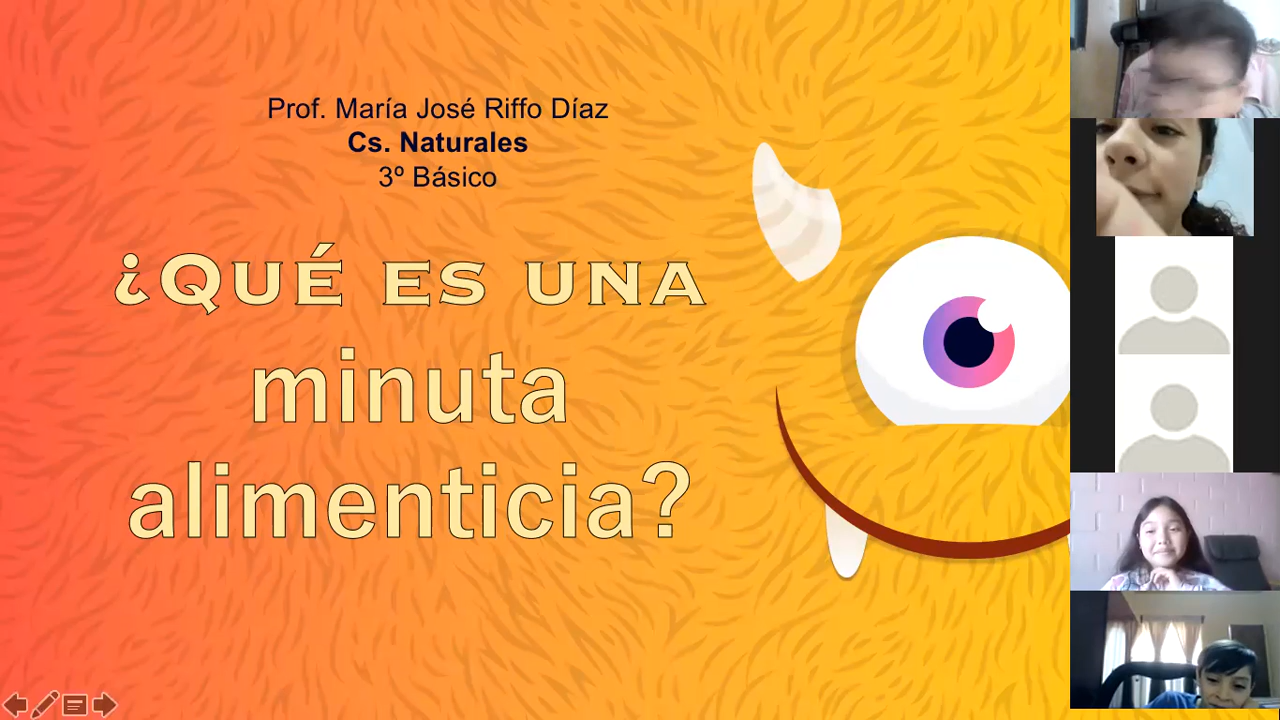 Prof. María José Riffo Díaz
Cs. Naturales
3º Básico
¿QUÉ ES UNA
minuta
alimenticia?